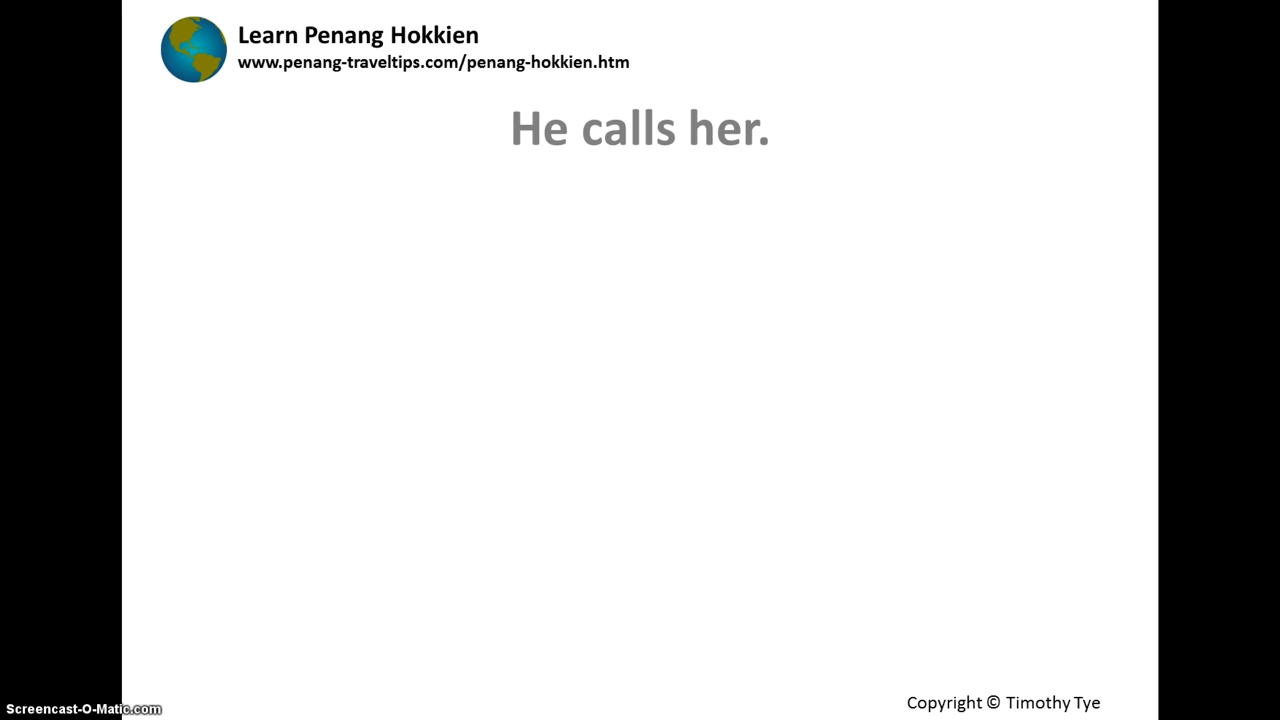 Learn Penang Hokkien
www.penang-traveltips.com/penang-hokkien.htm
He calls her.
Copyright © Timothy Tye
Screencast-O-Matic.com